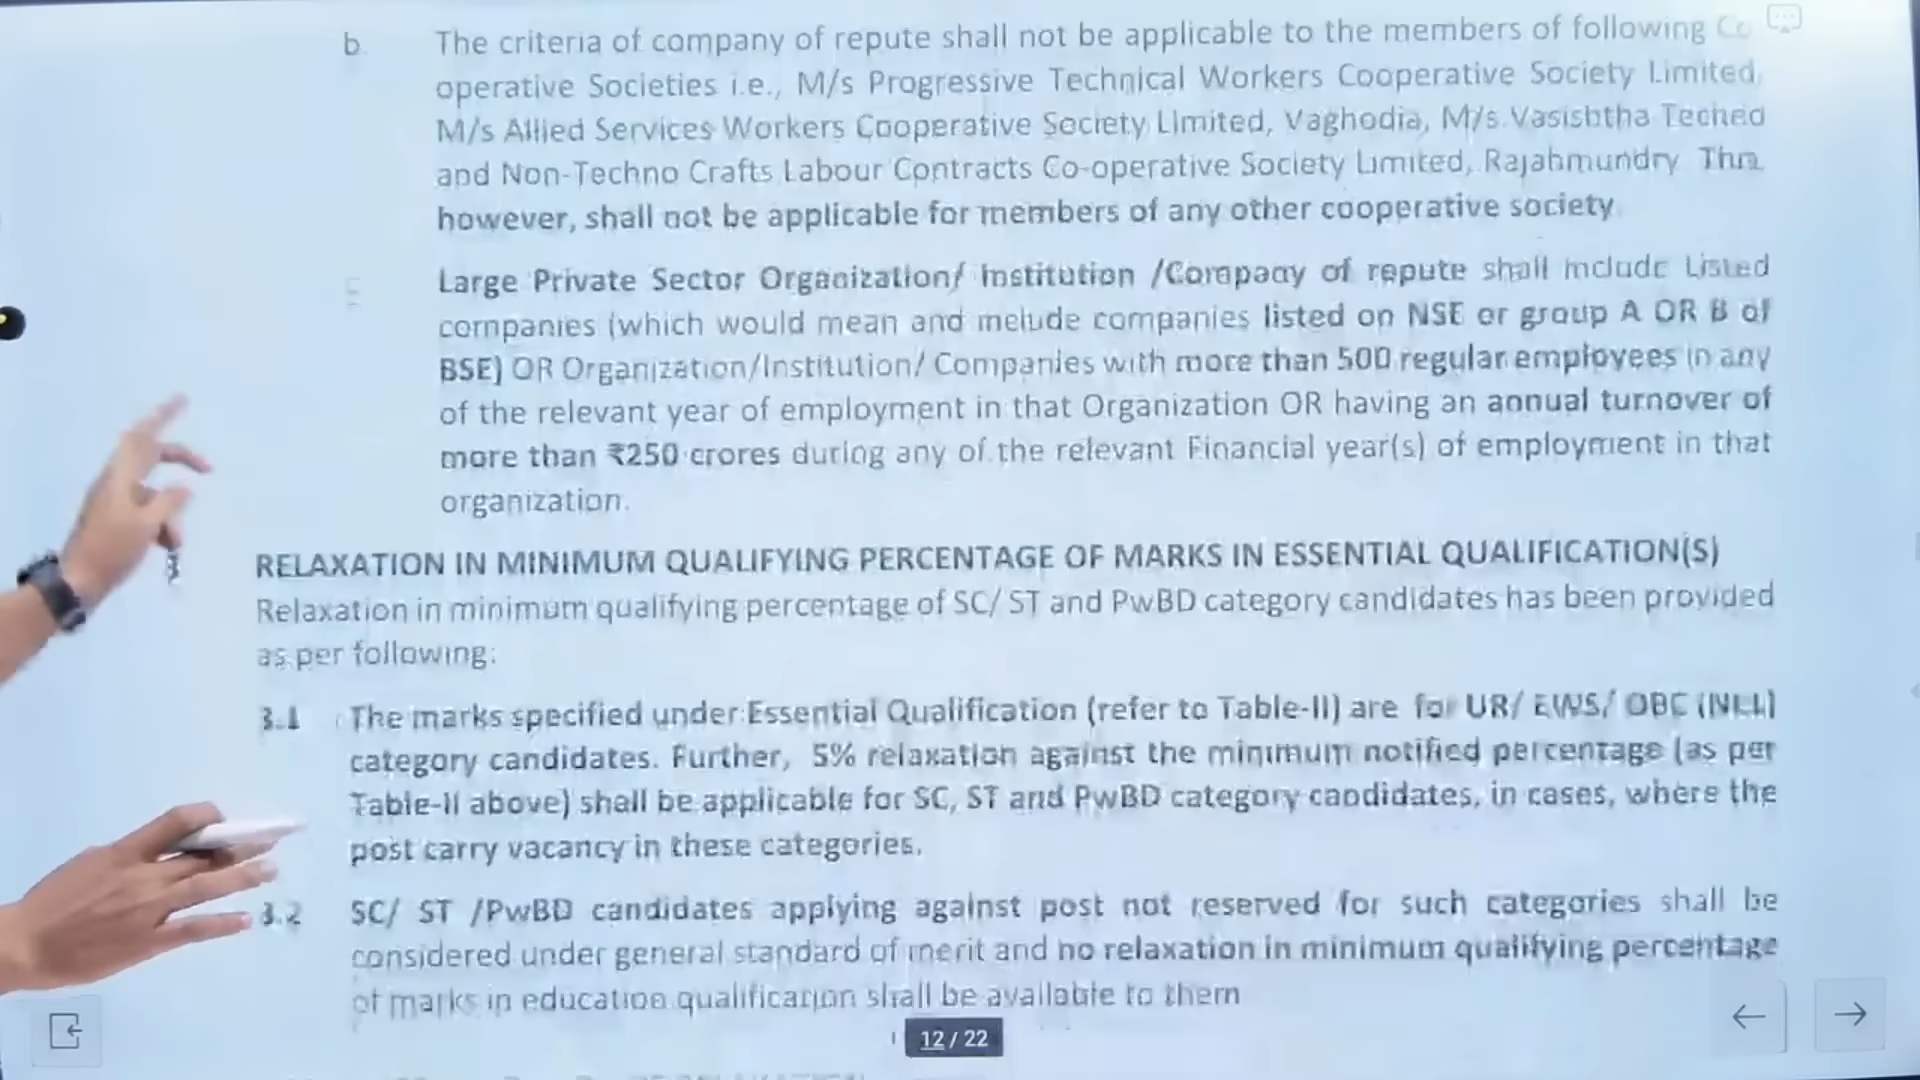 b. The criteria of company of repute shall not be applicable to the members of following Co
operative Societies i.e., M/s Progressive Technical Workers Cooperative Society Limited,
M/s Allied Services Workers Cooperative Society Limited, Vaghodia, M/s Vasishtha
and Non-Techno Crafts Labour Contracts Co-operative Society Limited, Rajahmundry
however, shall not be applicable for members of any other cooperative society
Large Private Sector Organization/ Institution /Company of repute shall include Listed
companies (which would mean and include companies listed on NSE or group A OR B of
BSE) OR Organization/Institution/ Companies with more than 500 regular employees in any
of the relevant year of employment in that Organization OR having an annual turnover of
more than ₹250 crores during any of the relevant Financial year(s) of employment in that
organization.
3 RELAXATION IN MINIMUM QUALIFYING PERCENTAGE OF MARKS IN ESSENTIAL QUALIFICATION(S)
Relaxation in minimum qualifying percentage of SC/ ST and PwBD category candidates has been provided
as per following:
3.1 The marks specified under Essential Qualification (refer to Table-II) are for UR/ EWS/ OBC (NCL)
category candidates. Further, 5% relaxation against the minimum notified percentage (as per
Table-II above) shall be applicable for SC, ST and PwBD category candidates, in cases, where the
post carry vacancy in these categories.
3.2 SC/ ST /PwBD candidates applying against post not reserved for such categories shall be
considered under general standard of merit and no relaxation in minimum qualifying percentage
of marks in education qualification shall be available to them
12 / 22